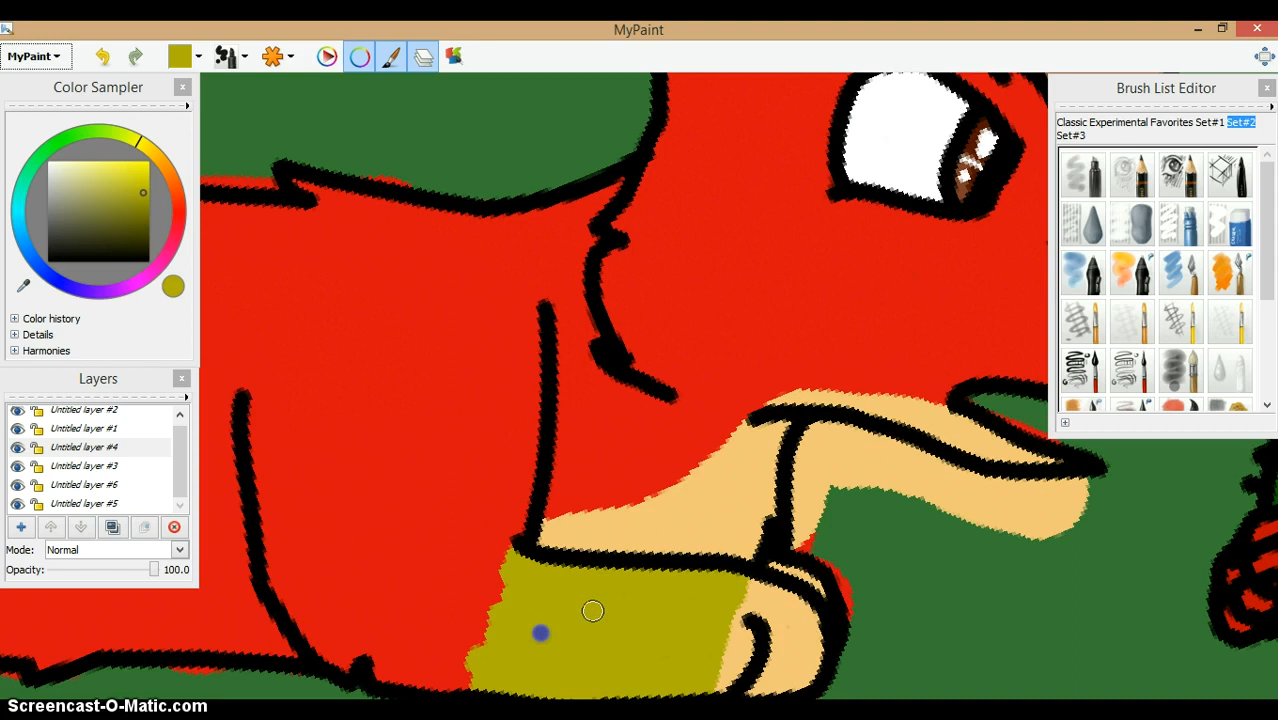 MyPaint
MyPaint
Color Sampler
Color history
Details
Harmonies
Layers
Untitled layer #2
Untitled layer #1
Untitled layer #4
Untitled layer #3
Untitled layer #6
Untitled layer #5
Mode: Normal
Opacity: 100.0
Brush List Editor
Classic Experimental Favorites Set#1 Set#2
Set#3
Screencast-O-Matic.com